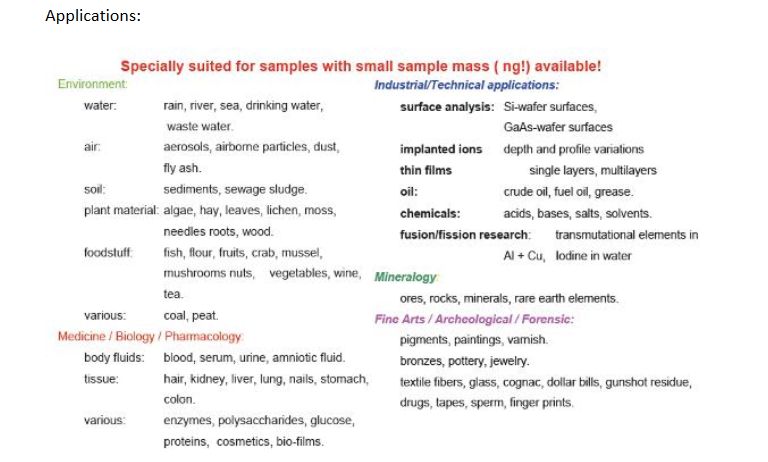 Applications:
Specially suited for samples with small sample mass ( ng!) available!
Environment:
water: rain, river, sea, drinking water,
waste water.
air: aerosols, airborne particles, dust,
fly ash.
soil: sediments, sewage sludge.
plant material: algae, hay, leaves, lichen, moss,
needles roots, wood.
foodstuff: fish, flour, fruits, crab, mussel,
mushrooms nuts, vegetables, wine,
tea.
various: coal, peat.
Medicine / Biology / Pharmacology:
body fluids: blood, serum, urine, amniotic fluid.
tissue: hair, kidney, liver, lung, nails, stomach,
colon.
various: enzymes, polysaccharides, glucose,
proteins, cosmetics, bio-films.
Industrial/Technical applications:
surface analysis: Si-wafer surfaces,
GaAs-wafer surfaces
implanted ions depth and profile variations
thin films single layers, multilayers
oil: crude oil, fuel oil, grease.
chemicals: acids, bases, salts, solvents.
fusion/fission research: transmutational elements in
Al + Cu, Iodine in water
Mineralogy:
ores, rocks, minerals, rare earth elements.
Fine Arts / Archeological / Forensic:
pigments, paintings, varnish.
bronzes, pottery, jewelry.
textile fibers, glass, cognac, dollar bills, gunshot residue,
drugs, tapes, sperm, finger prints.